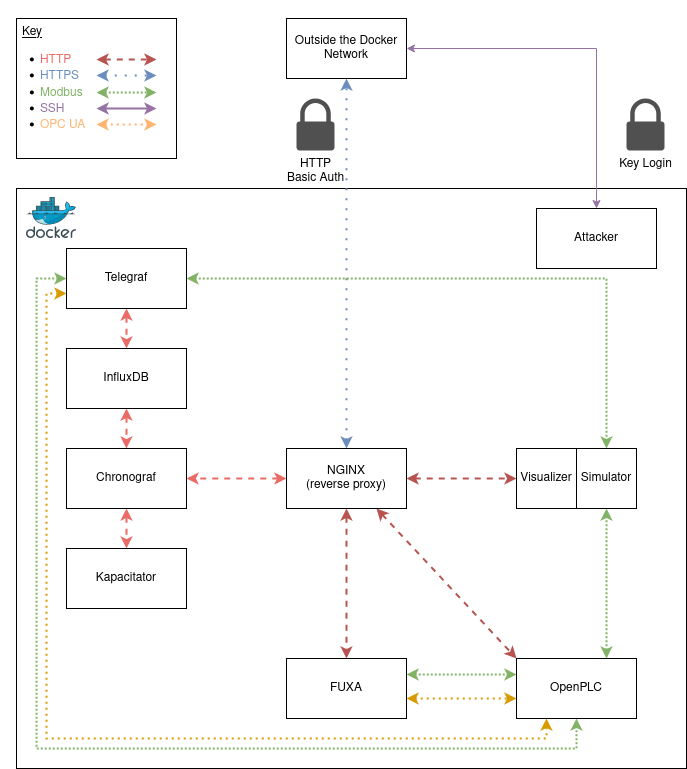 Key
HTTP
HTTPS
Modbus
SSH
OPC UA
Outside the Docker
Network
HTTP
Basic Auth
Key Login
docker
Attacker
Telegraf
InfluxDB
Chronograf
NGINX
(reverse proxy)
Visualizer
Simulator
Kapacitator
FUXA
OpenPLC